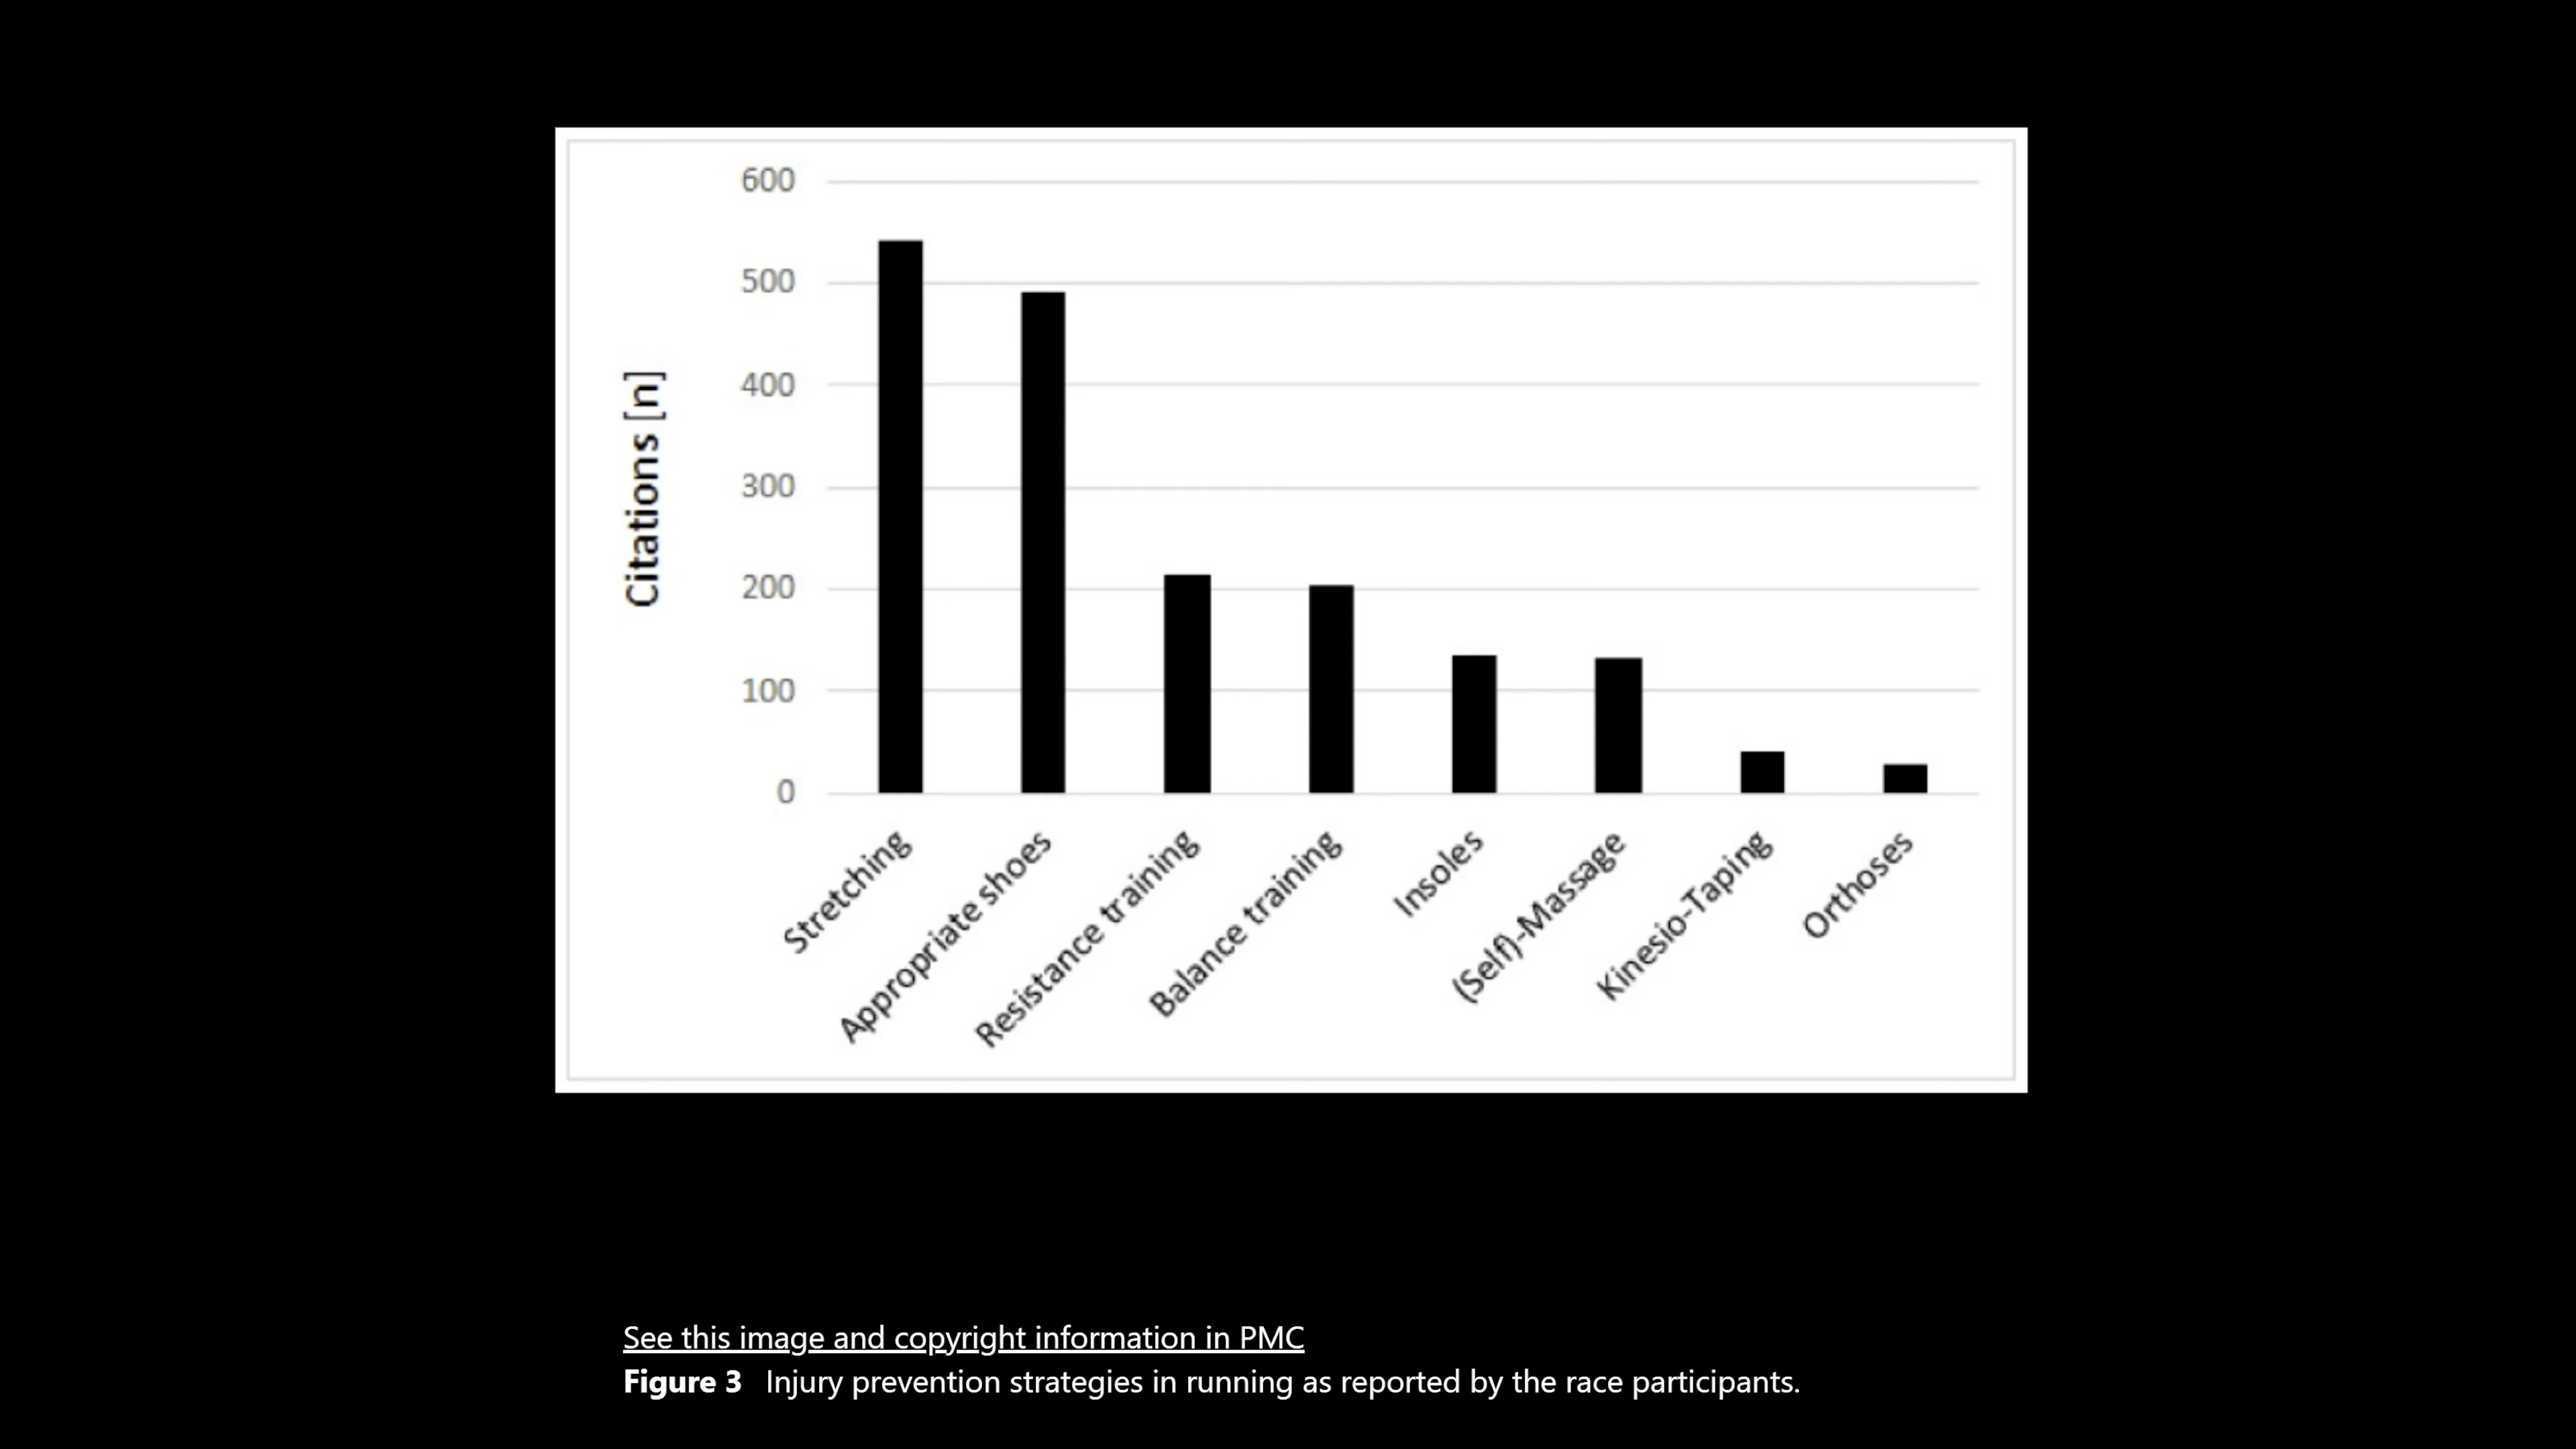 600
500
400
300
200
100
0
Citations [n]
Stretching
Appropriate shoes
Resistance training
Balance training
Insoles
(Self)-Massage
Kinesio-Taping
Orthoses
See this image and copyright information in PMC
Figure 3 Injury prevention strategies in running as reported by the race participants.